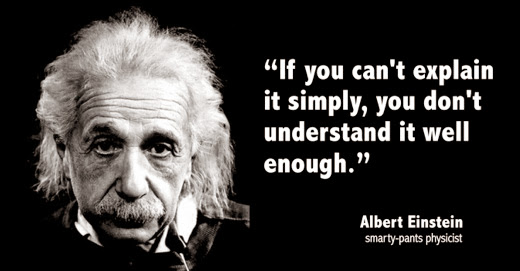 “If you can't explain
it simply, you don't
understand it well
enough.”
Albert Einstein
smarty-pants physicist